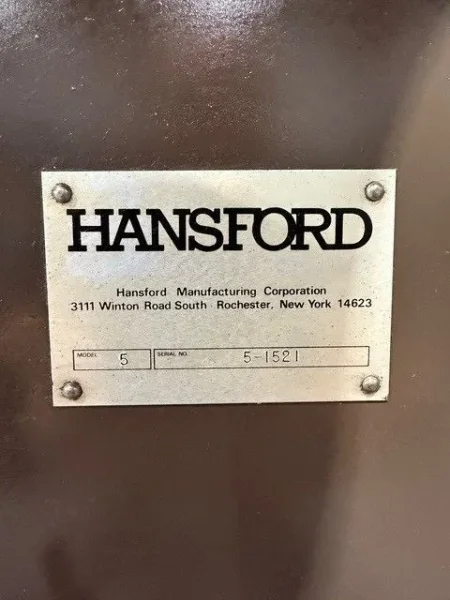 HANSFORD
Hansford Manufacturing Corporation
3111 Winton Road South Rochester, New York 14623
MODEL 5 SERIAL NO. 5-1521